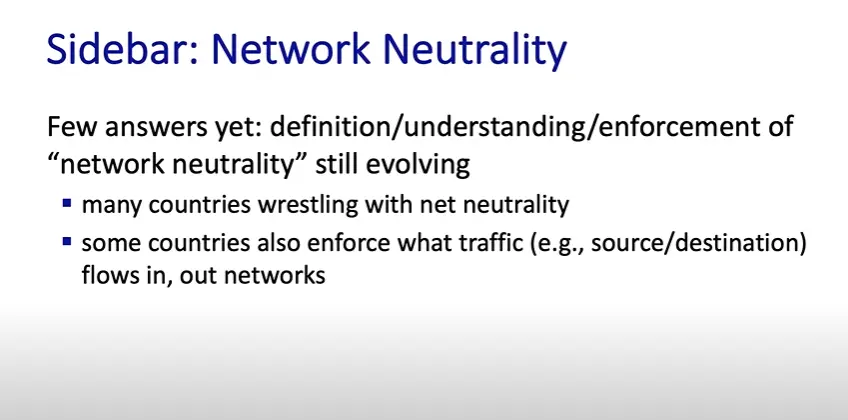 Sidebar: Network Neutrality
Few answers yet: definition/understanding/enforcement of
“network neutrality” still evolving
▪ many countries wrestling with net neutrality
▪ some countries also enforce what traffic (e.g., source/destination)
flows in, out networks